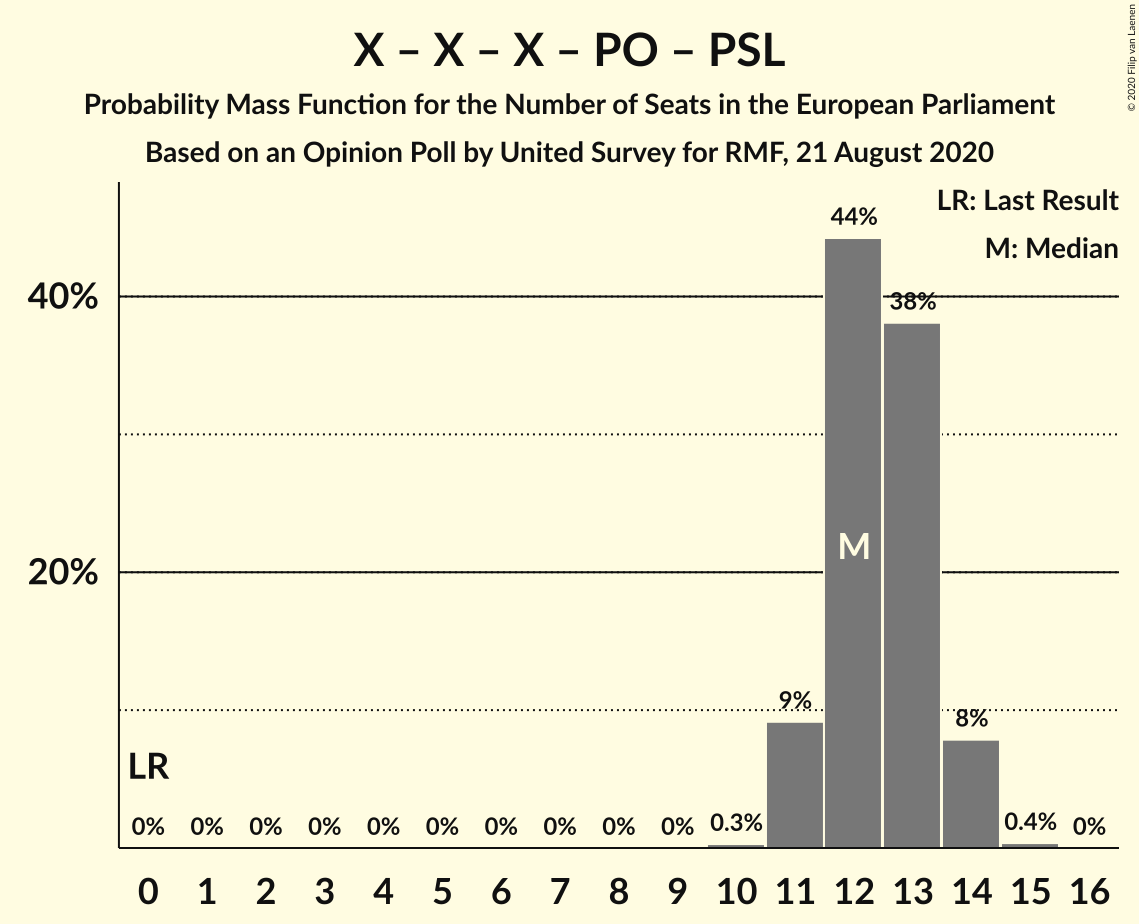 X – X – X – PO – PSL
Probability Mass Function for the Number of Seats in the European Parliament
Based on an Opinion Poll by United Survey for RMF, 21 August 2020
© 2020 Filip van Laenen
LR: Last Result
M: Median
44%
40%
38%
M
20%
9%
8%
LR
0% 0% 0% 0% 0% 0% 0% 0% 0% 0% 0.3% 0.4% 0%
0 1 2 3 4 5 6 7 8 9 10 11 12 13 14 15 16